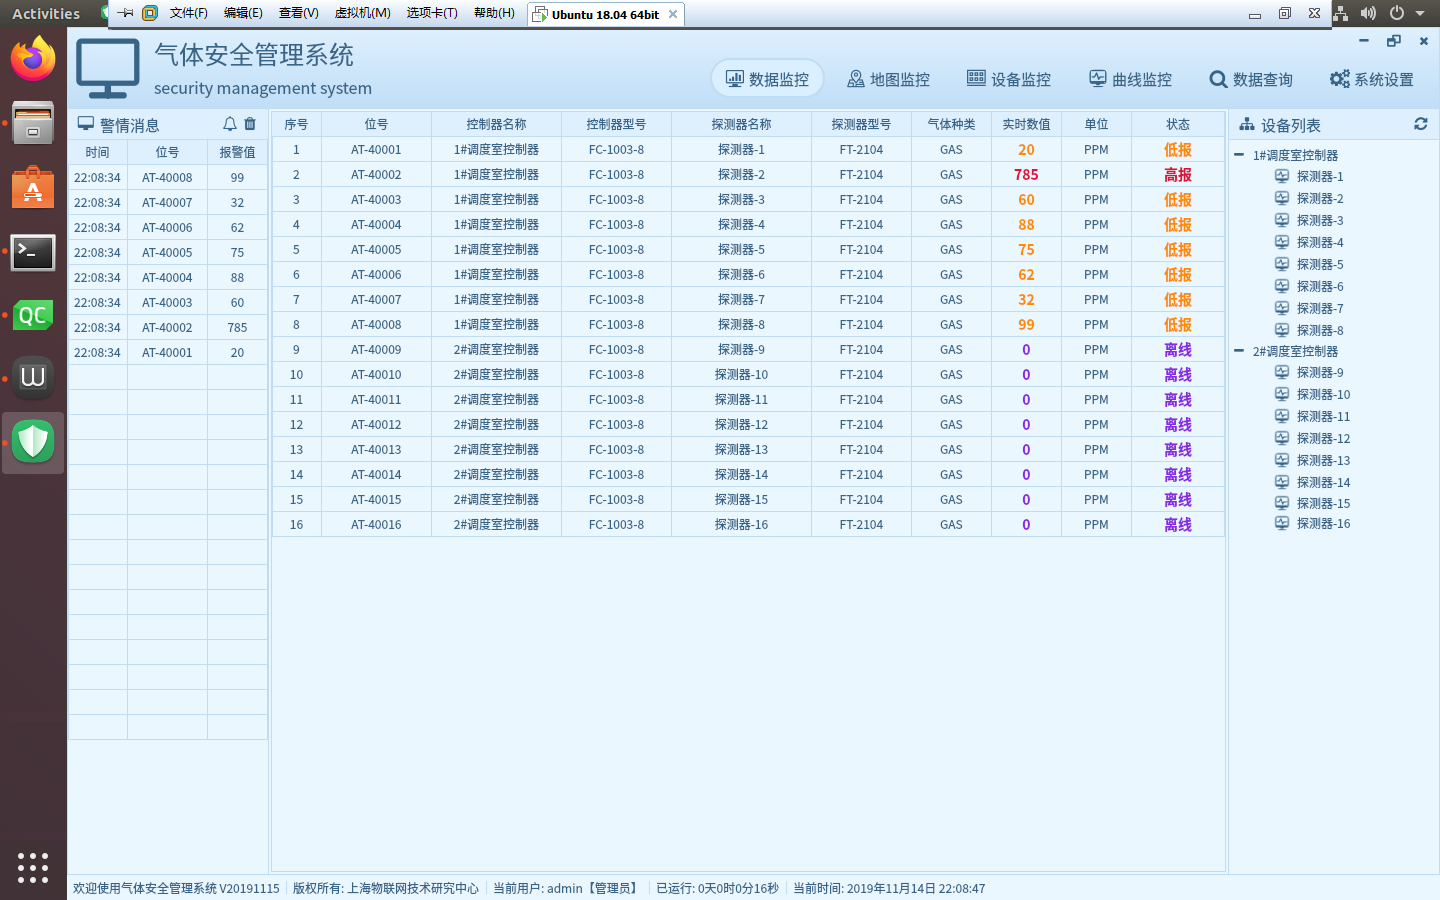 Activities 文件(F) 编辑(E) 查看(V) 虚拟机(M) 选项卡(T) 帮助(H) Ubuntu 18.04 64bit
气体安全管理系统
security management system
数据监控 地图监控 设备监控 曲线监控 数据查询 系统设置
警情消息
时间 位号 报警值
22:08:34 AT-40008 99
22:08:34 AT-40007 32
22:08:34 AT-40006 62
22:08:34 AT-40005 75
22:08:34 AT-40004 88
22:08:34 AT-40003 60
22:08:34 AT-40002 785
22:08:34 AT-40001 20
序号 位号 控制器名称 控制器型号 探测器名称 探测器型号 气体种类 实时数值 单位 状态
1 AT-40001 1#调度室控制器 FC-1003-8 探测器-1 FT-2104 GAS 20 PPM 低报
2 AT-40002 1#调度室控制器 FC-1003-8 探测器-2 FT-2104 GAS 785 PPM 高报
3 AT-40003 1#调度室控制器 FC-1003-8 探测器-3 FT-2104 GAS 60 PPM 低报
4 AT-40004 1#调度室控制器 FC-1003-8 探测器-4 FT-2104 GAS 88 PPM 低报
5 AT-40005 1#调度室控制器 FC-1003-8 探测器-5 FT-2104 GAS 75 PPM 低报
6 AT-40006 1#调度室控制器 FC-1003-8 探测器-6 FT-2104 GAS 62 PPM 低报
7 AT-40007 1#调度室控制器 FC-1003-8 探测器-7 FT-2104 GAS 32 PPM 低报
8 AT-40008 1#调度室控制器 FC-1003-8 探测器-8 FT-2104 GAS 99 PPM 低报
9 AT-40009 2#调度室控制器 FC-1003-8 探测器-9 FT-2104 GAS 0 PPM 离线
10 AT-40010 2#调度室控制器 FC-1003-8 探测器-10 FT-2104 GAS 0 PPM 离线
11 AT-40011 2#调度室控制器 FC-1003-8 探测器-11 FT-2104 GAS 0 PPM 离线
12 AT-40012 2#调度室控制器 FC-1003-8 探测器-12 FT-2104 GAS 0 PPM 离线
13 AT-40013 2#调度室控制器 FC-1003-8 探测器-13 FT-2104 GAS 0 PPM 离线
14 AT-40014 2#调度室控制器 FC-1003-8 探测器-14 FT-2104 GAS 0 PPM 离线
15 AT-40015 2#调度室控制器 FC-1003-8 探测器-15 FT-2104 GAS 0 PPM 离线
16 AT-40016 2#调度室控制器 FC-1003-8 探测器-16 FT-2104 GAS 0 PPM 离线
设备列表
1#调度室控制器
探测器-1
探测器-2
探测器-3
探测器-4
探测器-5
探测器-6
探测器-7
探测器-8
2#调度室控制器
探测器-9
探测器-10
探测器-11
探测器-12
探测器-13
探测器-14
探测器-15
探测器-16
QC
欢迎使用气体安全管理系统 V20191115 版权所有: 上海物联网技术研究中心 当前用户: admin【管理员】 已运行: 0天0时0分16秒 当前时间: 2019年11月14日 22:08:47